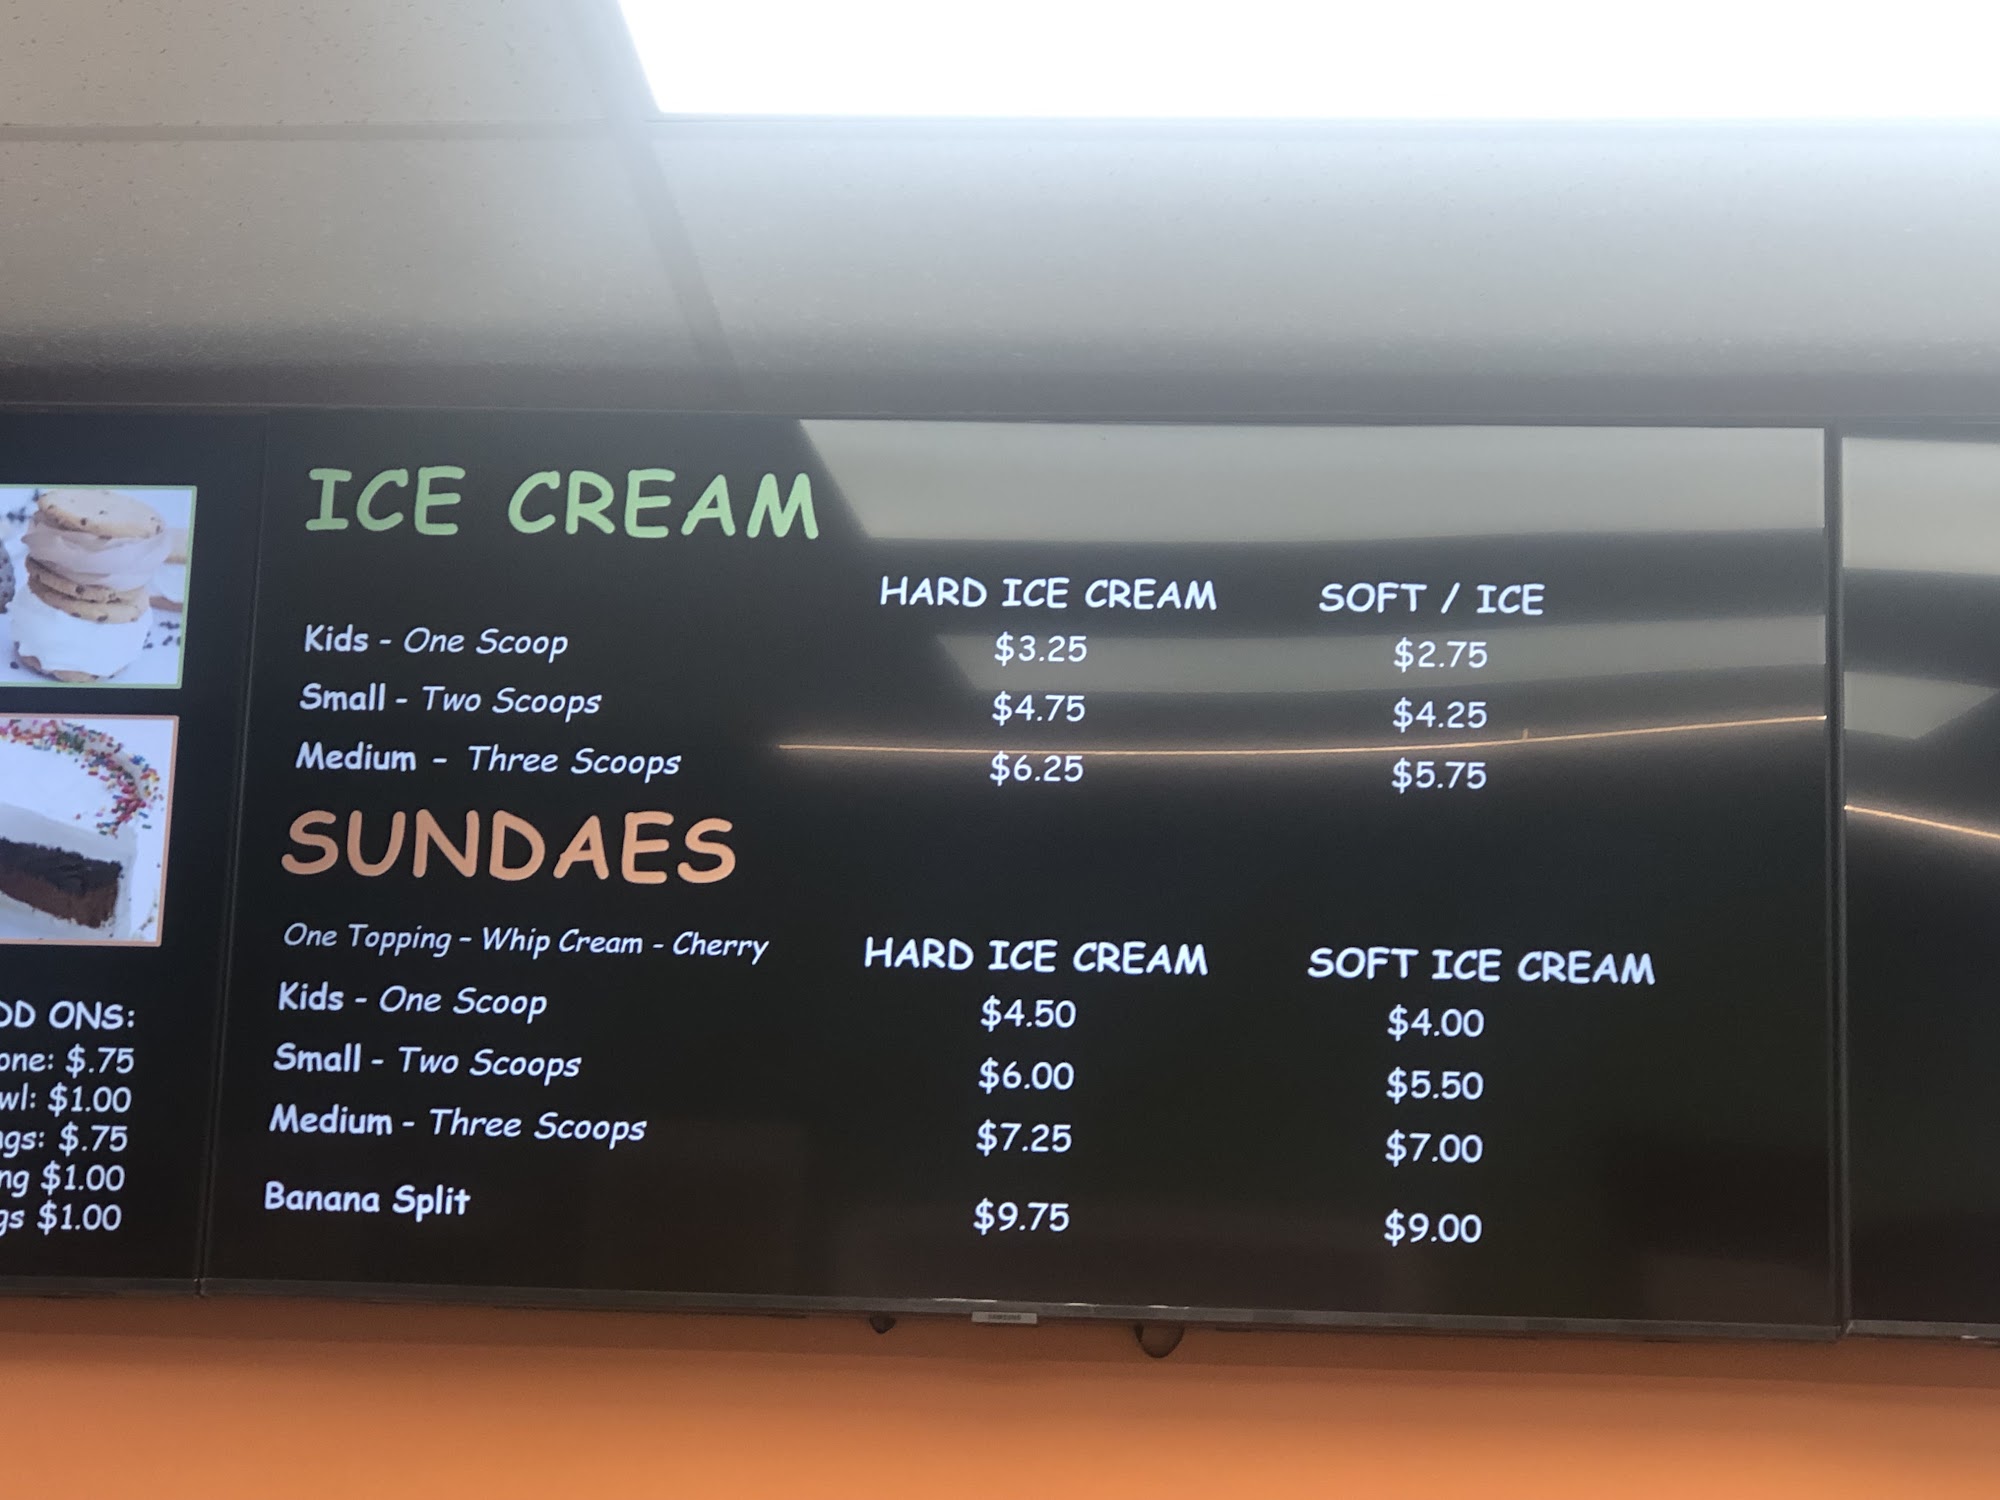 ICE CREAM
HARD ICE CREAM SOFT / ICE
Kids - One Scoop $3.25 $2.75
Small - Two Scoops $4.75 $4.25
Medium - Three Scoops $6.25 $5.75
SUNDAES
One Topping - Whip Cream - Cherry HARD ICE CREAM SOFT ICE CREAM
Kids - One Scoop $4.50 $4.00
Small - Two Scoops $6.00 $5.50
Medium - Three Scoops $7.25 $7.00
Banana Split $9.75 $9.00
ONS:
$.75
$1.00
$.75
$1.00
$1.00
SAMSUNG